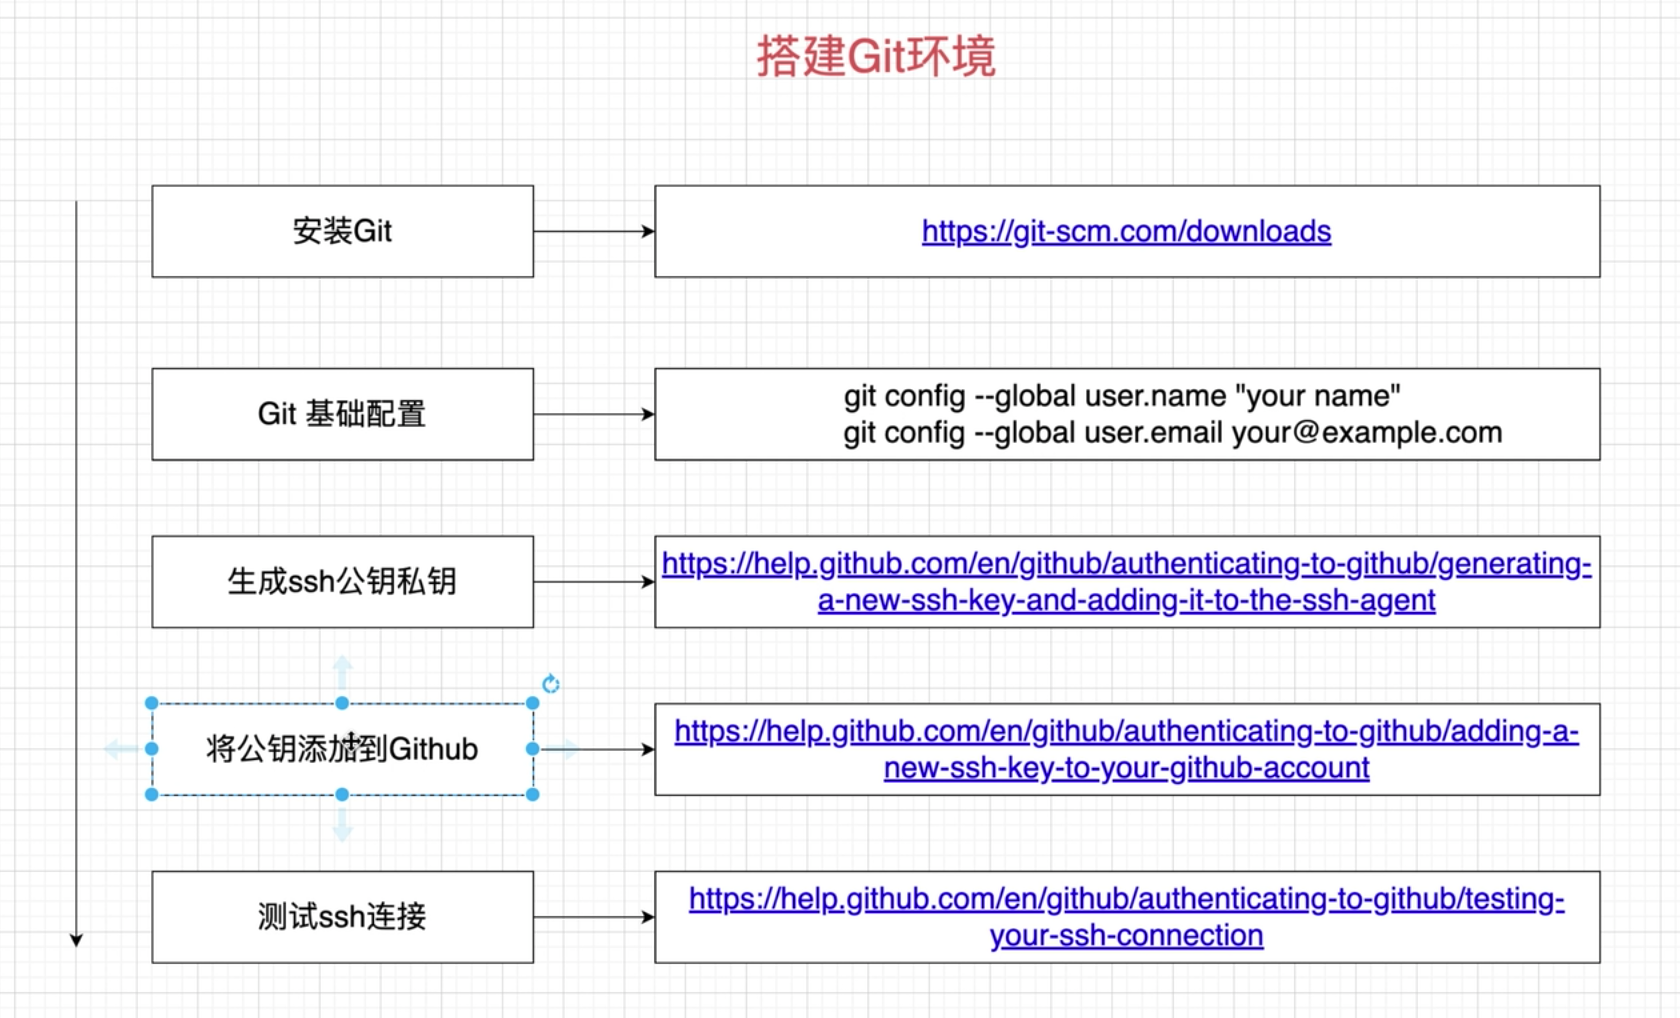 搭建Git环境
安装Git
https://git-scm.com/downloads
Git 基础配置
git config --global user.name "your name"
git config --global user.email your@example.com
生成ssh公钥私钥
https://help.github.com/en/github/authenticating-to-github/generating-
a-new-ssh-key-and-adding-it-to-the-ssh-agent
将公钥添加到Github
https://help.github.com/en/github/authenticating-to-github/adding-a-
new-ssh-key-to-your-github-account
测试ssh连接
https://help.github.com/en/github/authenticating-to-github/testing-
your-ssh-connection